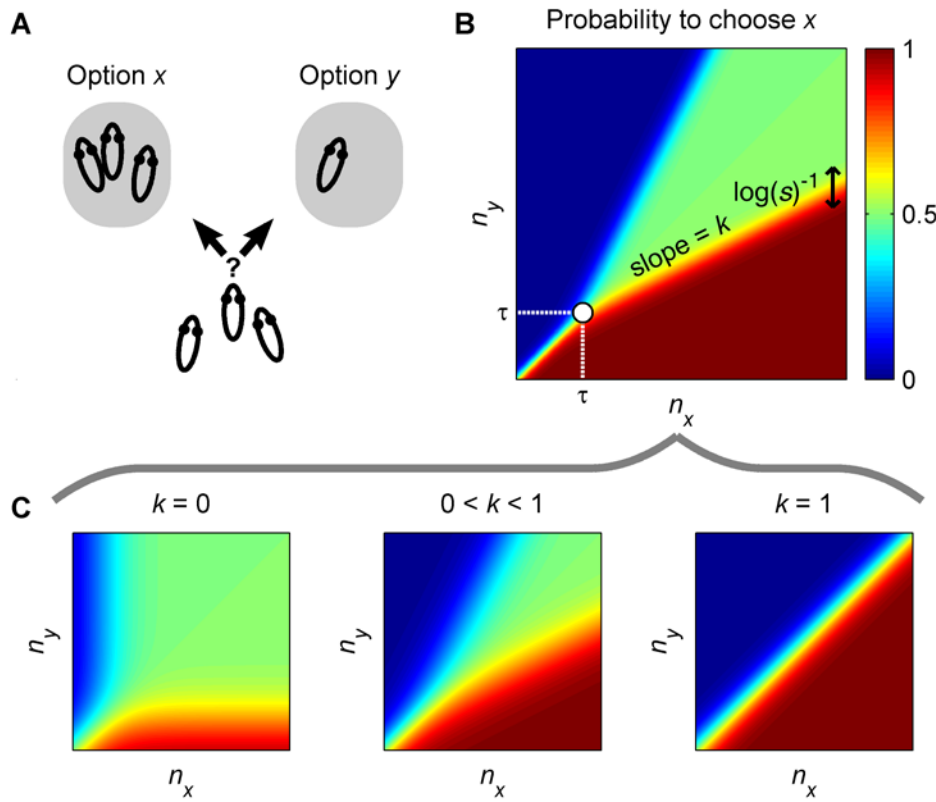 A
Option x
Option y
?
B
Probability to choose x
n_y
τ
τ
n_x
slope = k
log(s)⁻¹
1
0.5
0
C
k = 0
0 < k < 1
k = 1
n_y
n_y
n_y
n_x
n_x
n_x